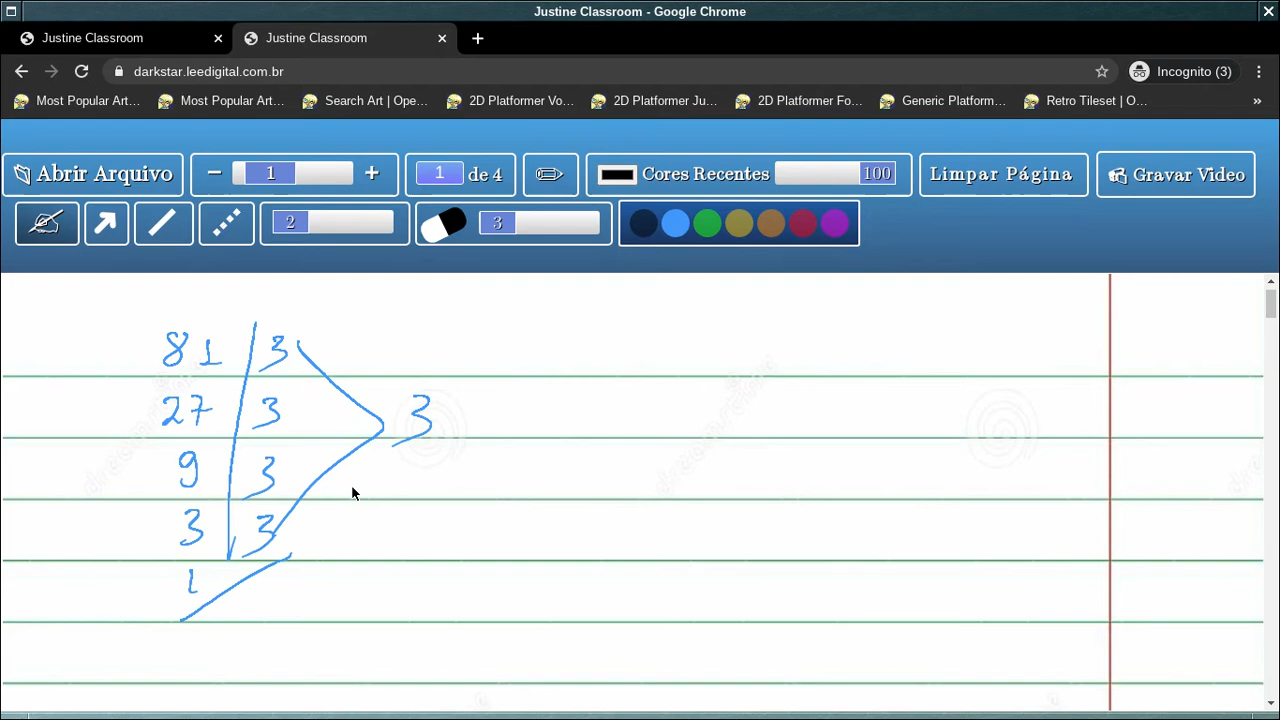 Justine Classroom - Google Chrome
Justine Classroom
Justine Classroom
darkstar.leedigital.com.br
Incognito (3)
Most Popular Art...
Most Popular Art...
Search Art | Ope...
2D Platformer Vo...
2D Platformer Ju...
2D Platformer Fo...
Generic Platform...
Retro Tileset | O...
Abrir Arquivo
− 1 +
1 de 4
Cores Recentes 100
Limpar Página
Gravar Video
2
3
81 3
27 3
3
9 3
3 3
1